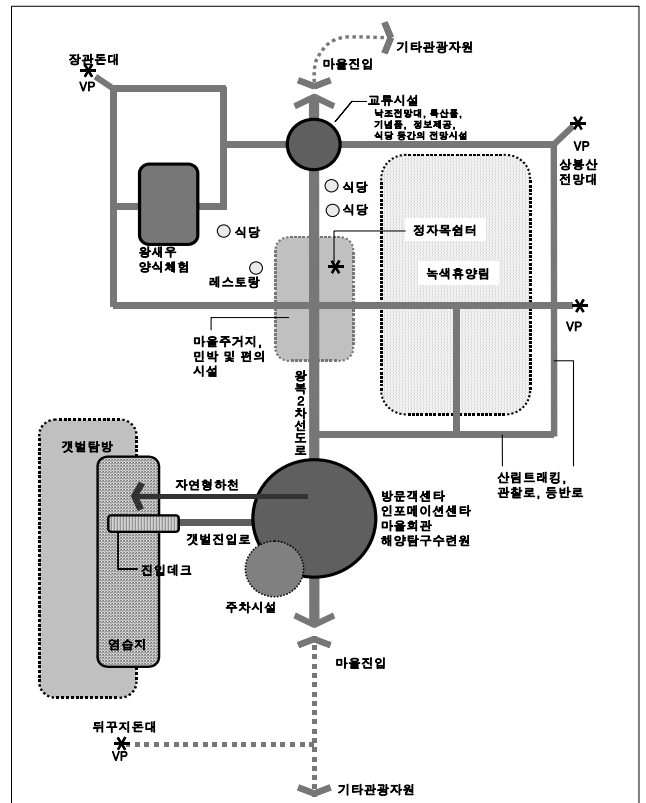 기타관광자원
마을진입
장관돈대
VP
교류시설
낙조전망대, 특산품,
기념품, 정보제공,
식당 등간의 전망시설
VP
상봉산
전망대
식당
식당
정자목쉼터
식당
왕새우
양식체험
레스토랑
녹색휴양림
VP
마을주거지,
민박 및 편의
시설
왕복2차선도로
갯벌탐방
자연형하천
산림트래킹,
관찰로, 등반로
방문객센타
인포메이션센타
마을회관
해양탐구수련원
갯벌진입로
진입데크
주차시설
염습지
마을진입
뒤꾸지돈대
VP
기타관광자원